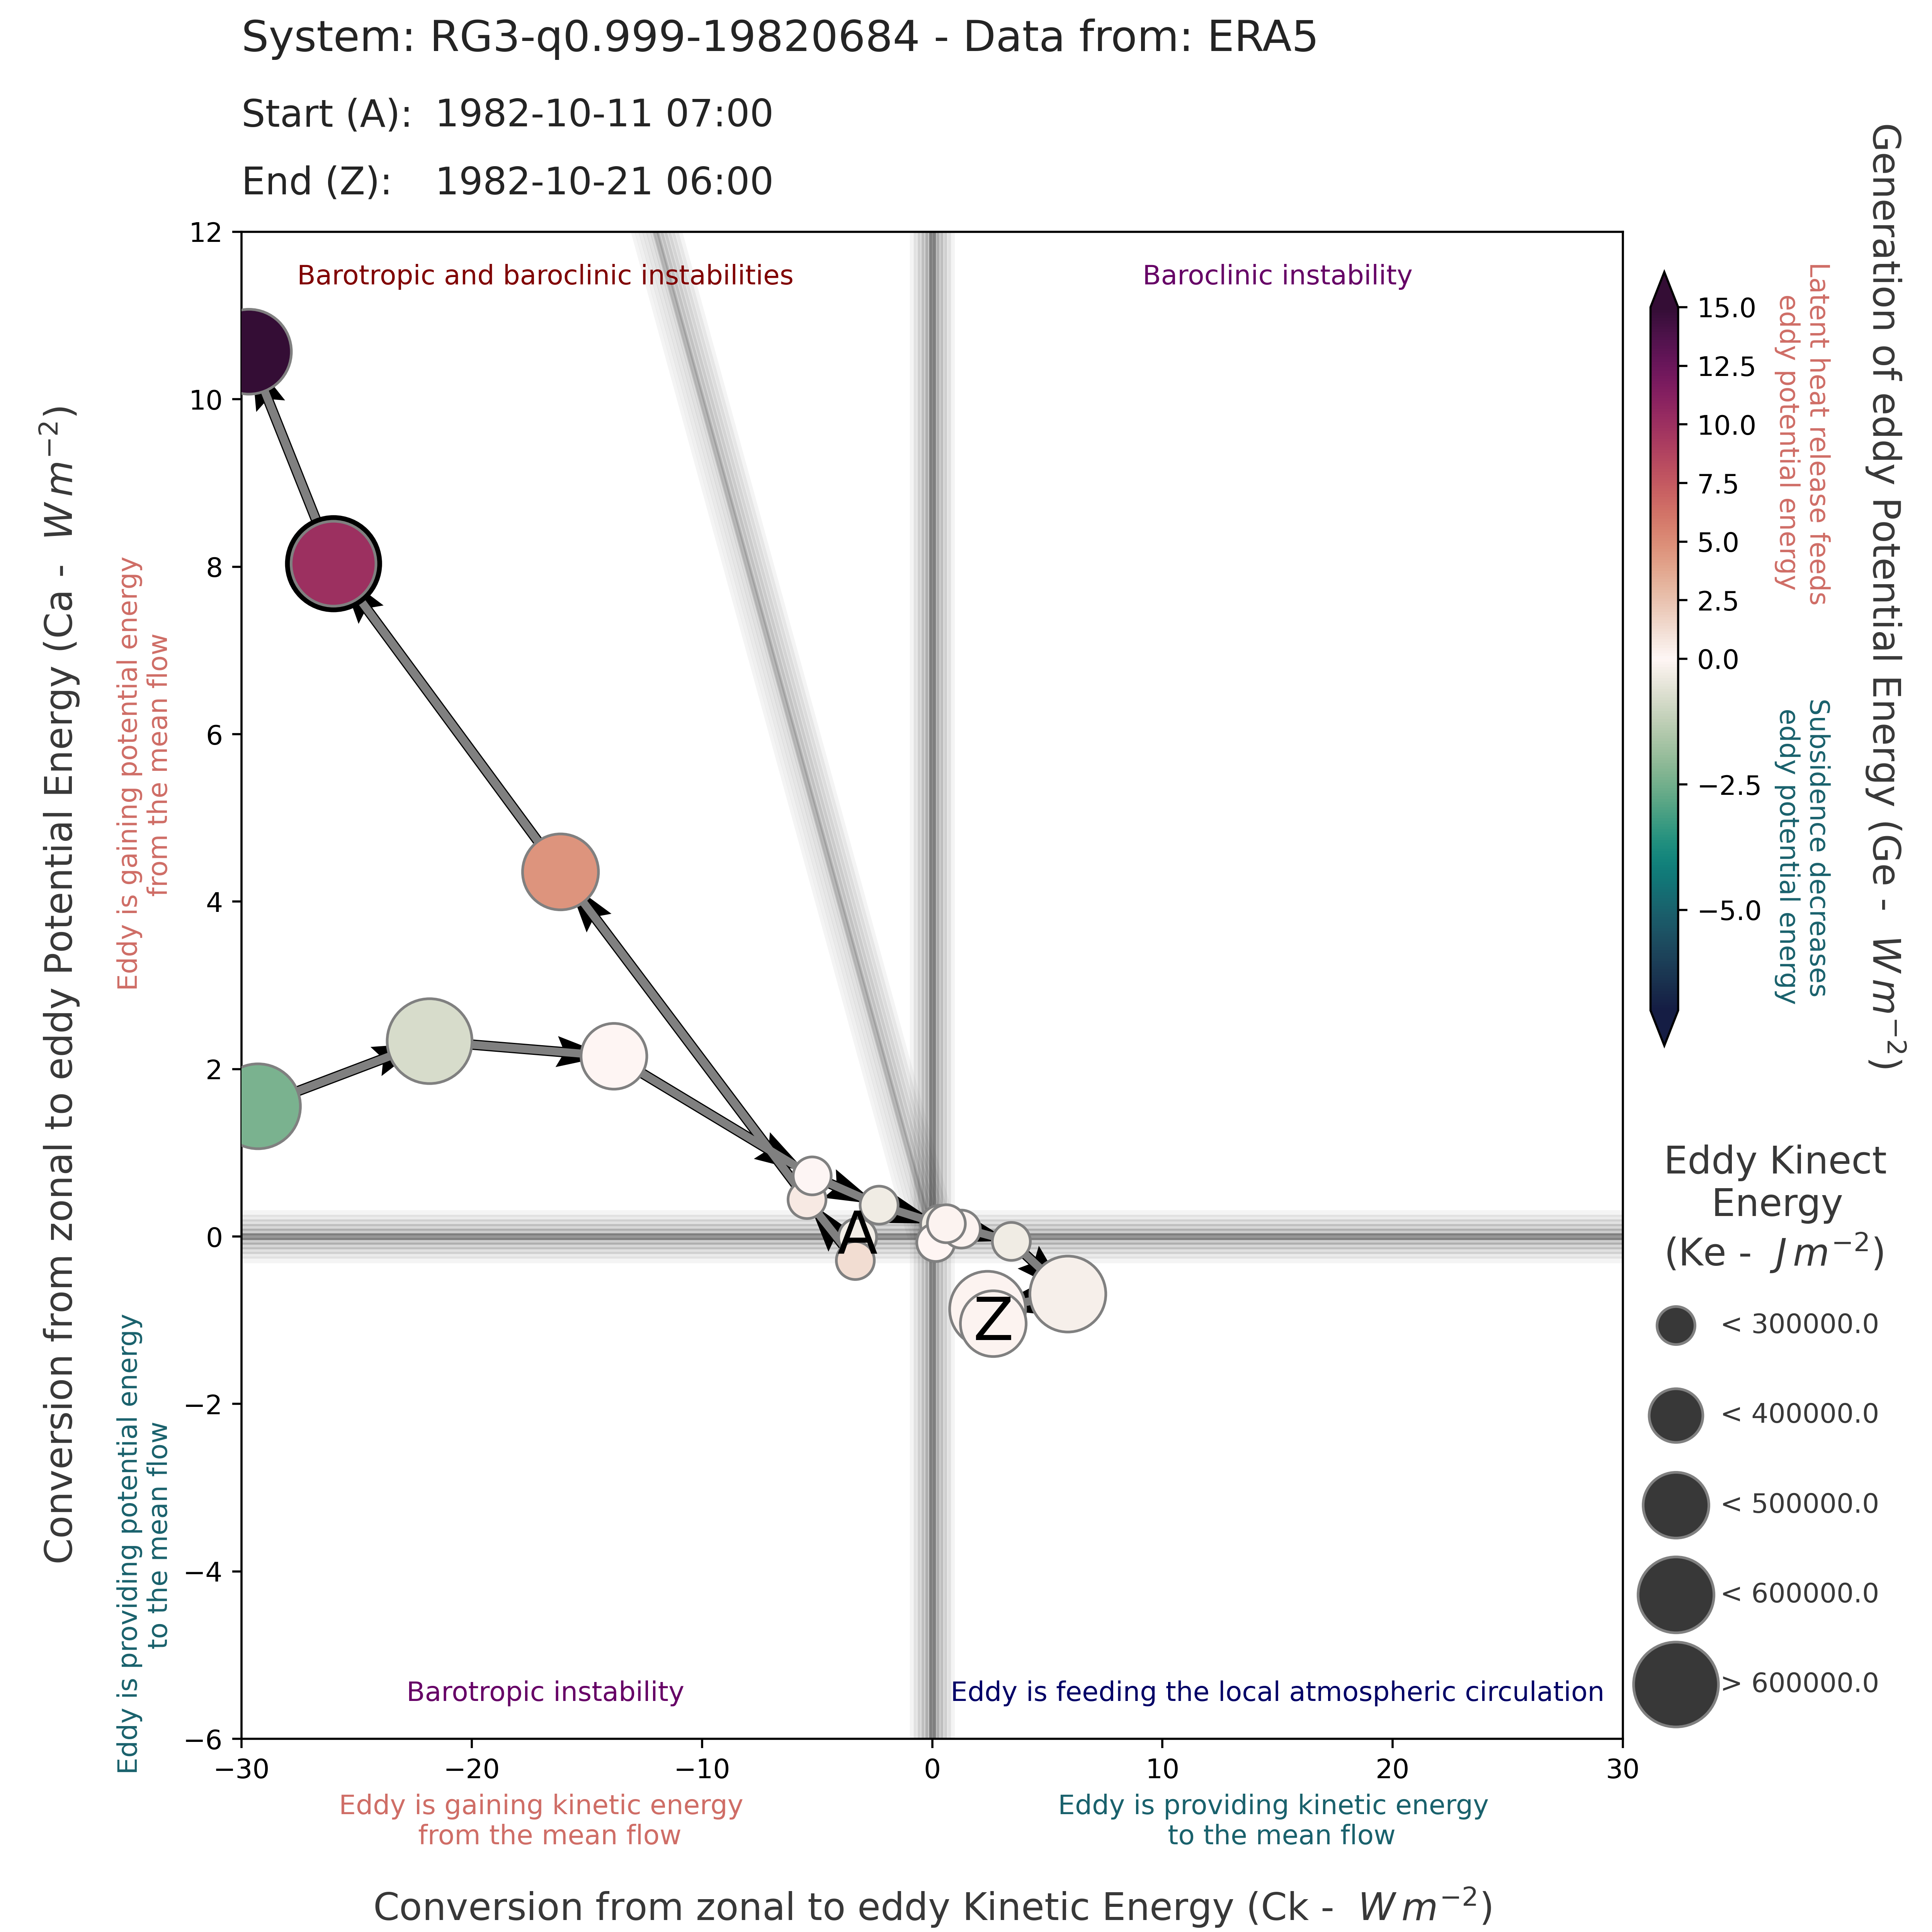 System: RG3-q0.999-19820684 - Data from: ERA5
Start (A): 1982-10-11 07:00
End (Z): 1982-10-21 06:00
Conversion from zonal to eddy Potential Energy (Ca - W m⁻²)
Eddy is gaining potential energy
from the mean flow
Eddy is providing potential energy
to the mean flow
12
10
8
6
4
2
0
−2
−4
−6
Barotropic and baroclinic instabilities
Baroclinic instability
A
Z
Barotropic instability
Eddy is feeding the local atmospheric circulation
−30
−20
−10
0
10
20
30
Eddy is gaining kinetic energy
from the mean flow
Eddy is providing kinetic energy
to the mean flow
Conversion from zonal to eddy Kinetic Energy (Ck - W m⁻²)
15.0
12.5
10.0
7.5
5.0
2.5
0.0
−2.5
−5.0
Latent heat release feeds
eddy potential energy
Subsidence decreases
eddy potential energy
Generation of eddy Potential Energy (Ge - W m⁻²)
Eddy Kinect
Energy
(Ke - J m⁻²)
< 300000.0
< 400000.0
< 500000.0
< 600000.0
> 600000.0